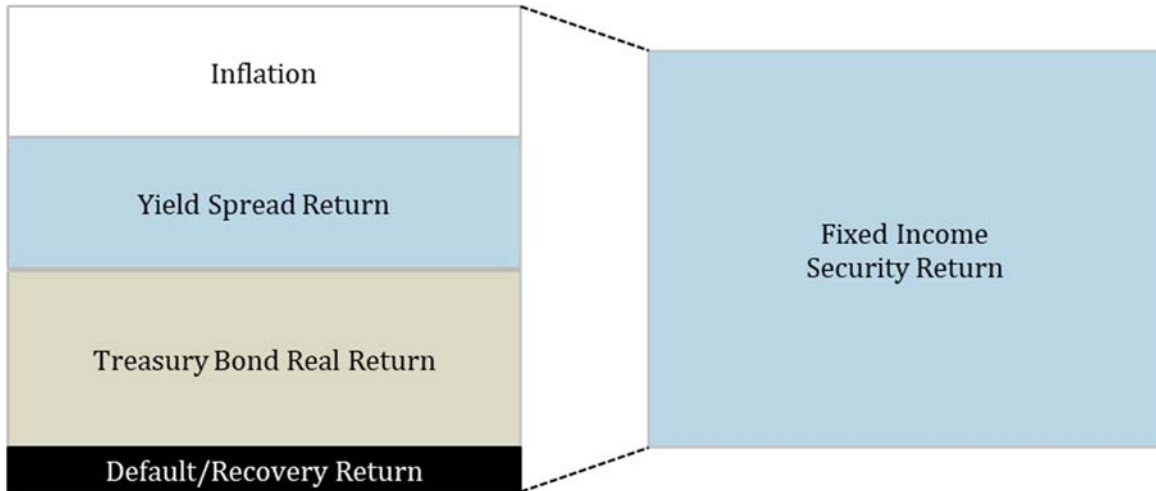 Inflation
Yield Spread Return
Treasury Bond Real Return
Default/Recovery Return
Fixed Income
Security Return